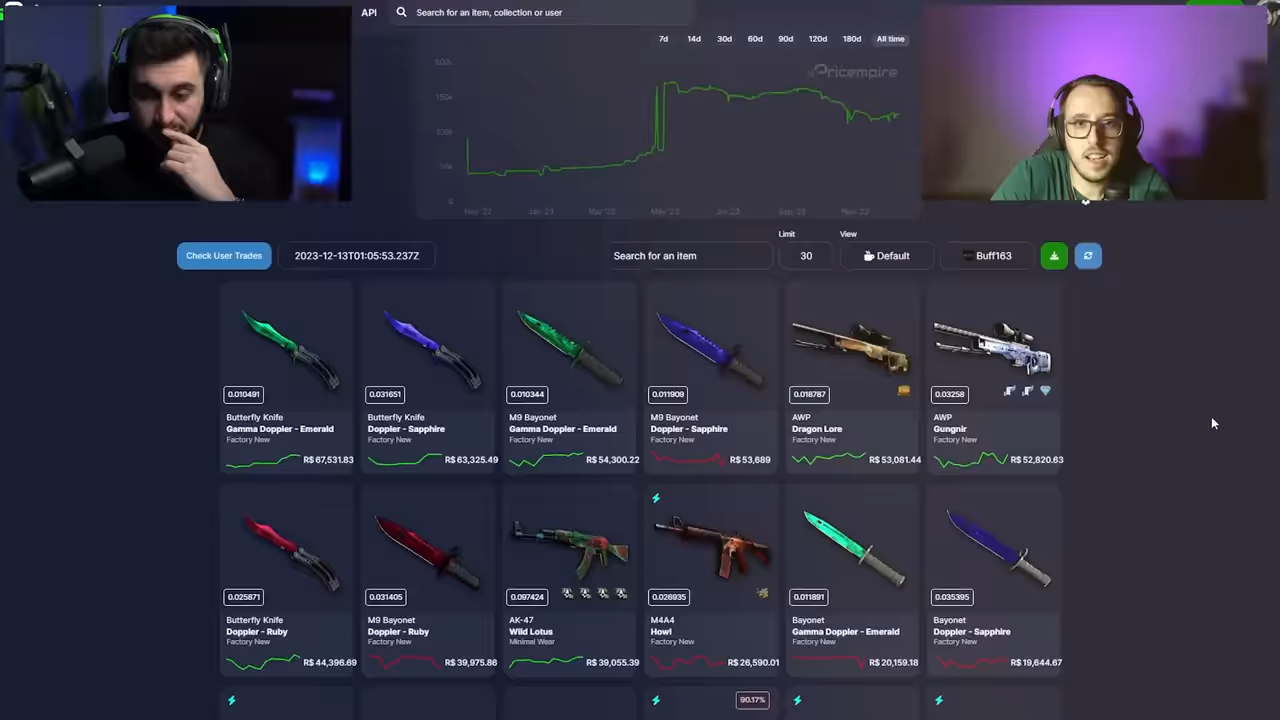 API
Search for an item, collection or user
7d 14d 30d 60d 90d 120d 180d All time
Pricempire
150k
0
Limit View
Check User Trades 2023-12-13T01:05:53.237Z Search for an item 30 Default Buff163
0.010491 0.031651 0.010344 0.011909 0.018787 0.03258
Butterfly Knife Butterfly Knife M9 Bayonet M9 Bayonet AWP AWP
Gamma Doppler - Emerald Doppler - Sapphire Gamma Doppler - Emerald Doppler - Sapphire Dragon Lore Gungnir
Factory New Factory New Factory New Factory New Factory New Factory New
R$ 67,531.83 R$ 63,325.49 R$ 54,300.22 R$ 53,689 R$ 53,081.44 R$ 52,820.63
0.025871 0.031405 0.097424 0.026935 0.011891 0.035395
Butterfly Knife M9 Bayonet AK-47 M4A4 Bayonet Bayonet
Doppler - Ruby Doppler - Ruby Wild Lotus Howl Gamma Doppler - Emerald Doppler - Sapphire
Factory New Factory New Minimal Wear Factory New Factory New Factory New
R$ 44,396.69 R$ 39,975.86 R$ 39,055.39 R$ 26,590.01 R$ 20,159.18 R$ 19,644.67
90.17%